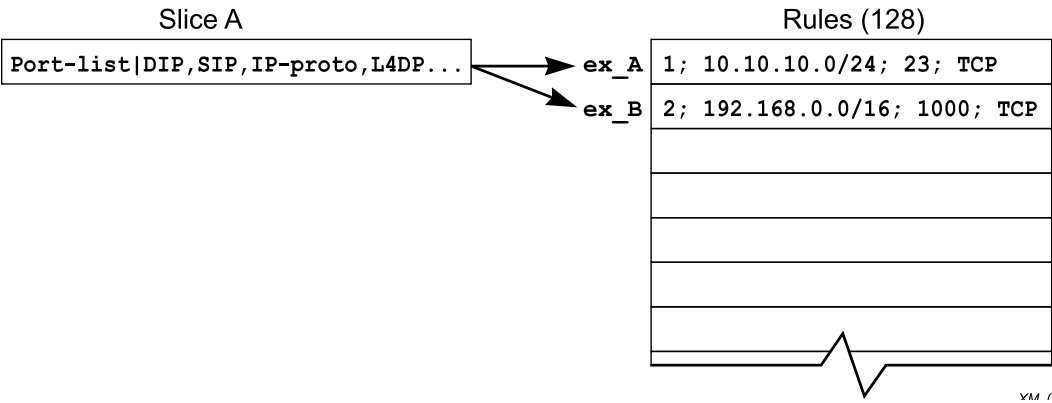 Slice A
Rules (128)
Port-list|DIP,SIP,IP-proto,L4DP...
ex_A
1; 10.10.10.0/24; 23; TCP
ex_B
2; 192.168.0.0/16; 1000; TCP